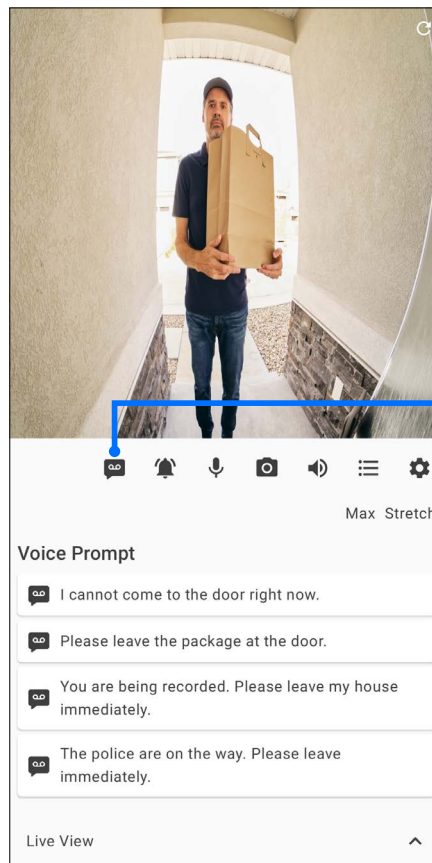 Max Stretch
Voice Prompt
I cannot come to the door right now.
Please leave the package at the door.
You are being recorded. Please leave my house
immediately.
The police are on the way. Please leave
immediately.
Live View